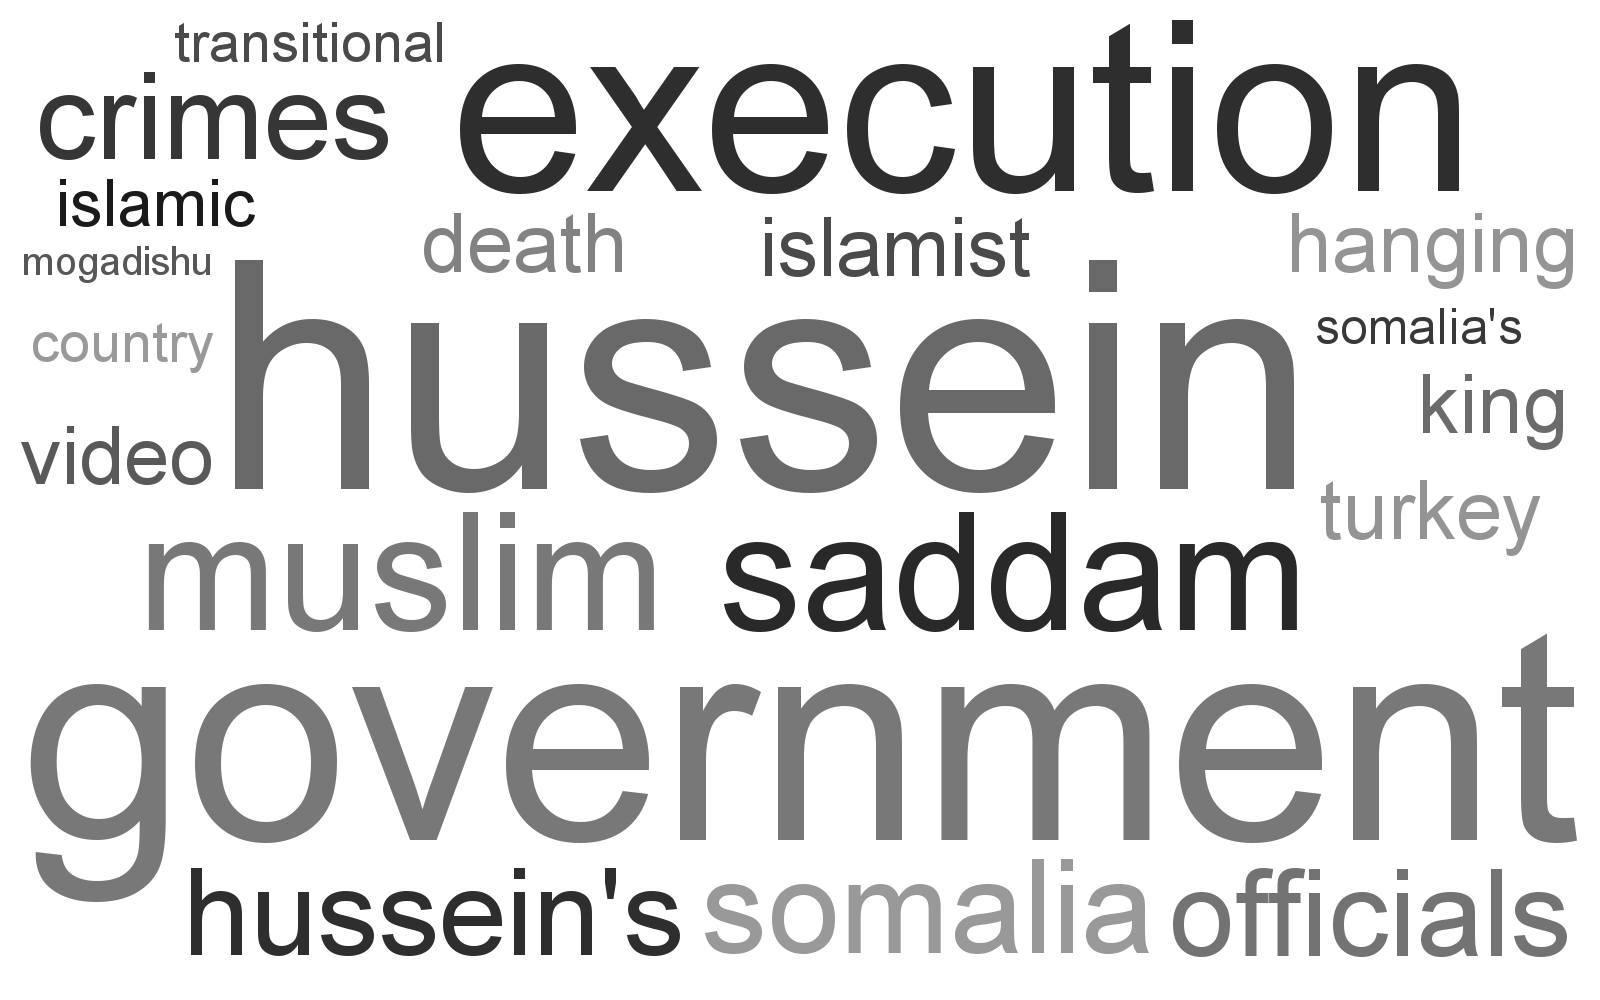 transitional
execution
crimes
islamic
death
islamist
hanging
mogadishu
hussein
somalia's
country
king
video
turkey
muslim
saddam
government
hussein's
somalia
officials